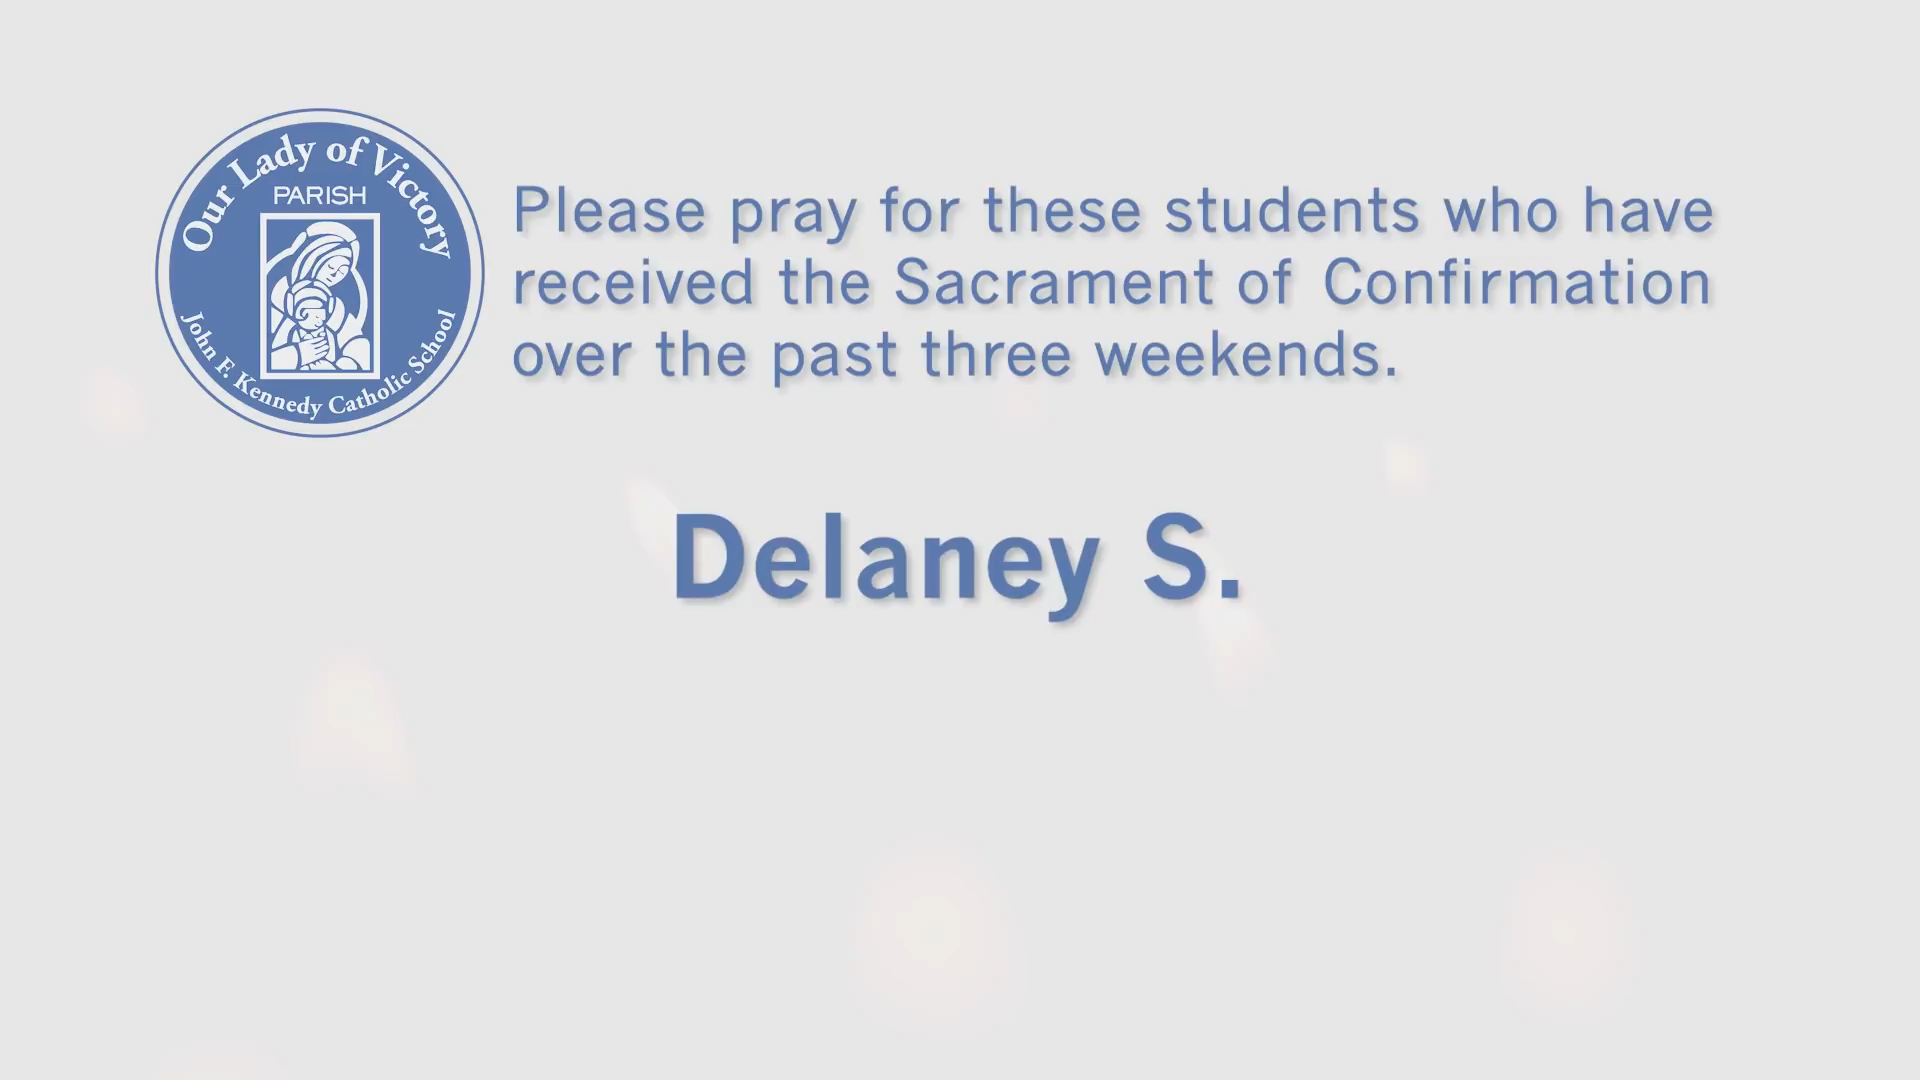 Our Lady of Victory
PARISH
John F. Kennedy Catholic School
Please pray for these students who have
received the Sacrament of Confirmation
over the past three weekends.
Delaney S.